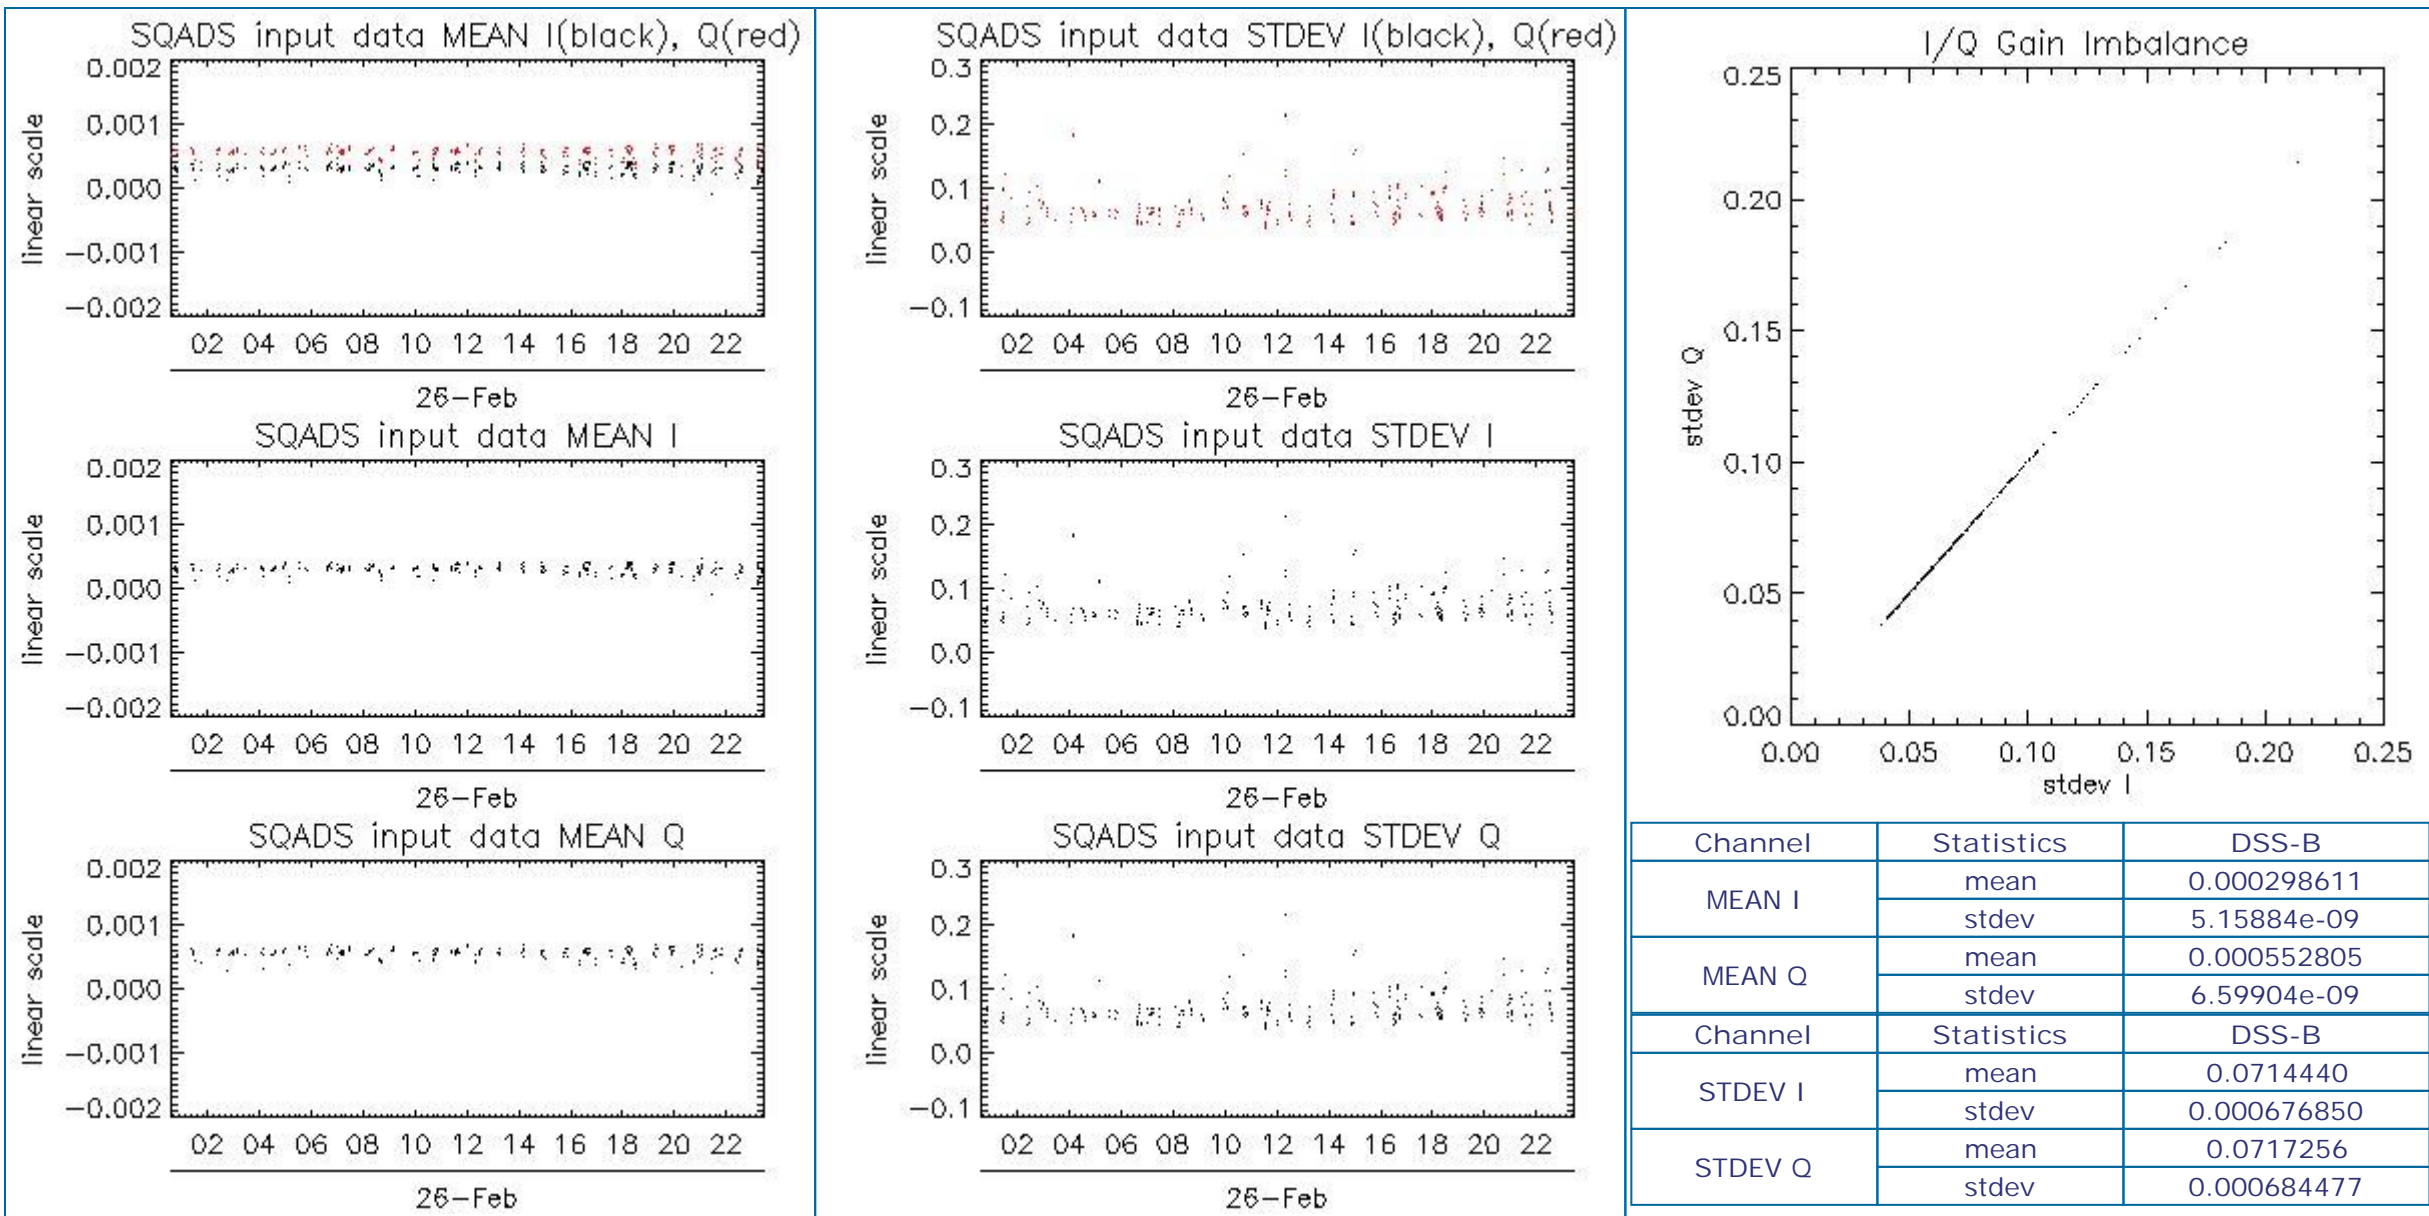 SQADS input data MEAN I(black), Q(red)
0.002
0.001
0.000
−0.001
−0.002
linear scale
02 04 06 08 10 12 14 16 18 20 22
26−Feb
SQADS input data MEAN I
0.002
0.001
0.000
−0.001
−0.002
linear scale
02 04 06 08 10 12 14 16 18 20 22
26−Feb
SQADS input data MEAN Q
0.002
0.001
0.000
−0.001
−0.002
linear scale
02 04 06 08 10 12 14 16 18 20 22
26−Feb
SQADS input data STDEV I(black), Q(red)
0.3
0.2
0.1
0.0
−0.1
linear scale
02 04 06 08 10 12 14 16 18 20 22
26−Feb
SQADS input data STDEV I
0.3
0.2
0.1
0.0
−0.1
linear scale
02 04 06 08 10 12 14 16 18 20 22
26−Feb
SQADS input data STDEV Q
0.3
0.2
0.1
0.0
−0.1
linear scale
02 04 06 08 10 12 14 16 18 20 22
26−Feb
I/Q Gain Imbalance
0.25
0.20
0.15
0.10
0.05
0.00
stdev Q
0.00 0.05 0.10 0.15 0.20 0.25
stdev I
Channel Statistics DSS-B
MEAN I mean 0.000298611
stdev 5.15884e-09
MEAN Q mean 0.000552805
stdev 6.59904e-09
Channel Statistics DSS-B
STDEV I mean 0.0714440
stdev 0.000676850
STDEV Q mean 0.0717256
stdev 0.000684477